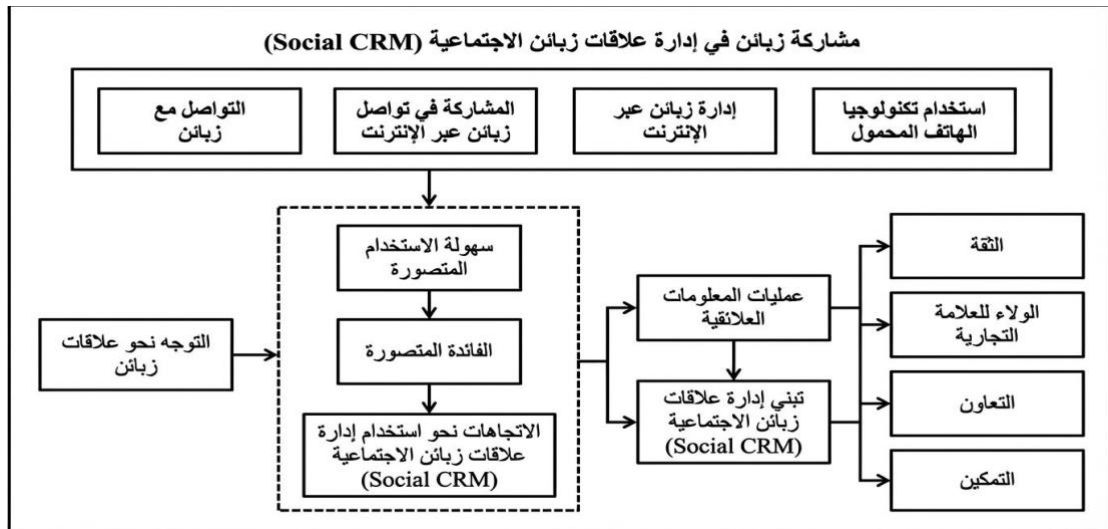 مشاركة زبائن في إدارة علاقات زبائن الاجتماعية (Social CRM)
استخدام تكنولوجيا
الهاتف المحمول
إدارة زبائن عبر
الإنترنت
المشاركة في تواصل
زبائن عبر الإنترنت
التواصل مع
زبائن
التوجه نحو علاقات
زبائن
سهولة الاستخدام
المتصورة
الفائدة المتصورة
الاتجاهات نحو استخدام إدارة
علاقات زبائن الاجتماعية
(Social CRM)
عمليات المعلومات
العلائقية
تبني إدارة علاقات
زبائن الاجتماعية
(Social CRM)
الثقة
الولاء للعلامة
التجارية
التعاون
التمكين